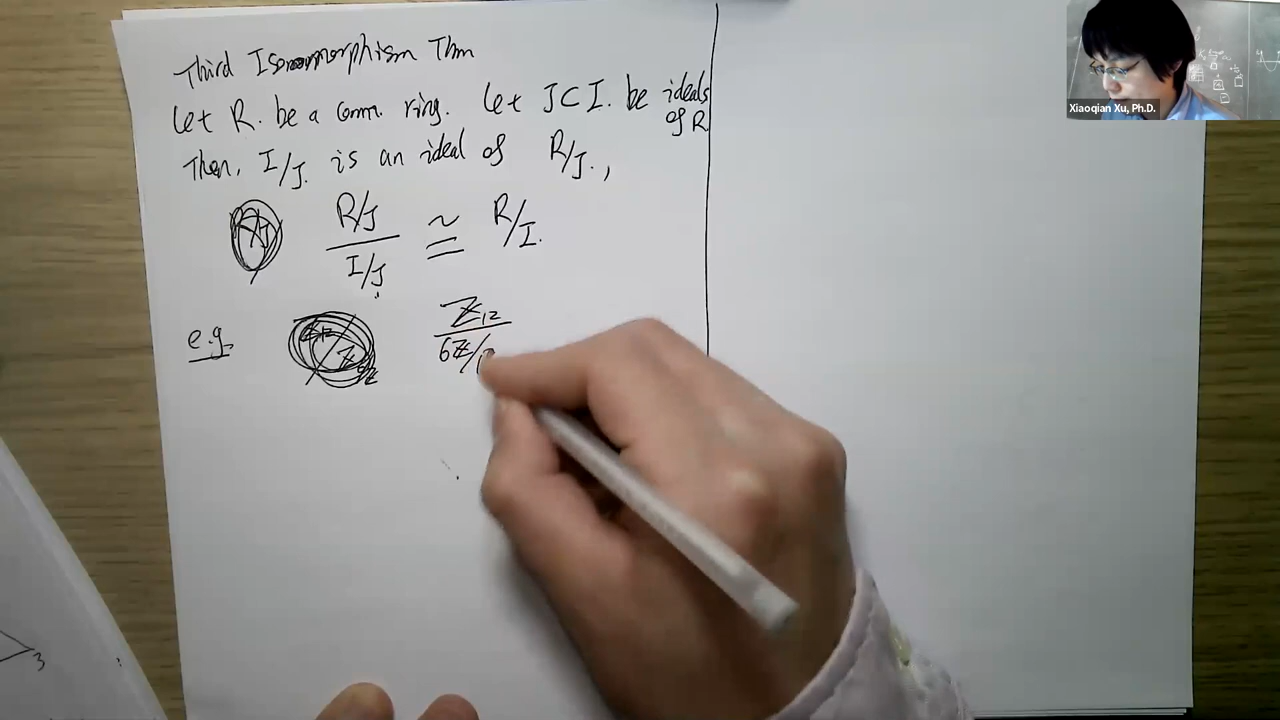 Third Isomorphism Thm
Let R. be a comm. ring. Let J⊂I. be ideals of R
Then, I/J. is an ideal of R/J.,
R/J / I/J ≅ R/I.
e.g. Z12 / 6Z/
3
Xiaoqian Xu, Ph.D.